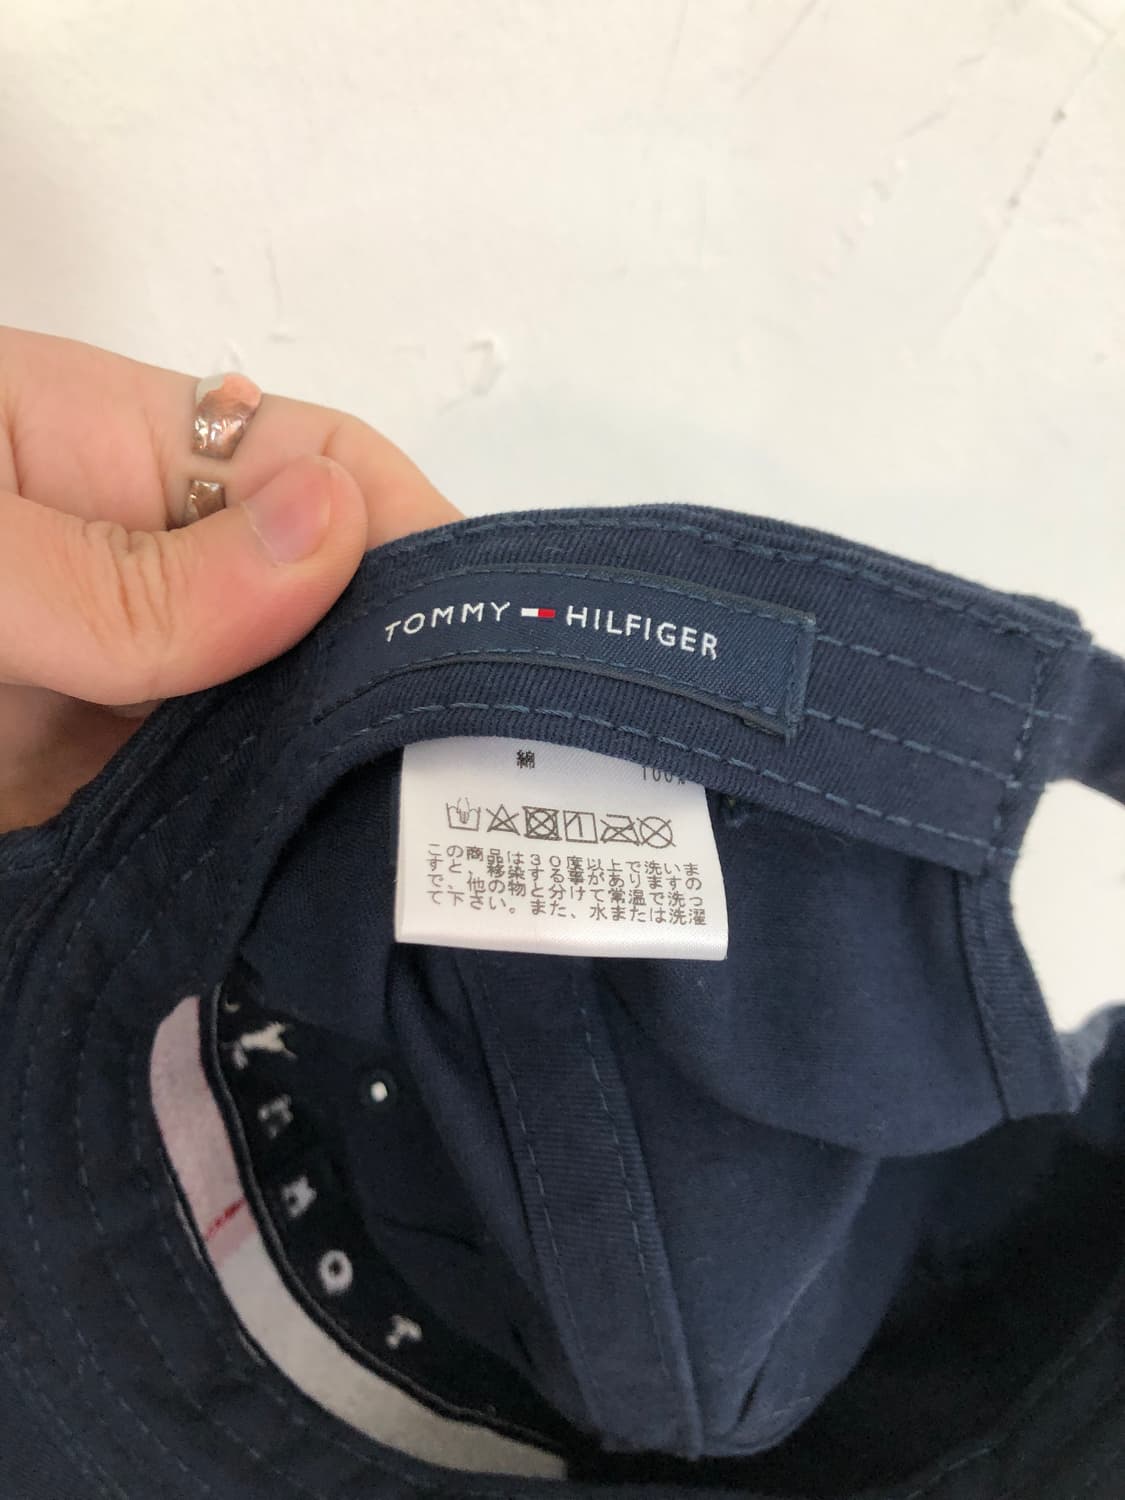 TOMMY HILFIGER
綿 100%
この商品は30度以上で洗いま
すと、移染する事がありますの
で、他の物と分けて常温で洗っ
て下さい。また、水または洗濯